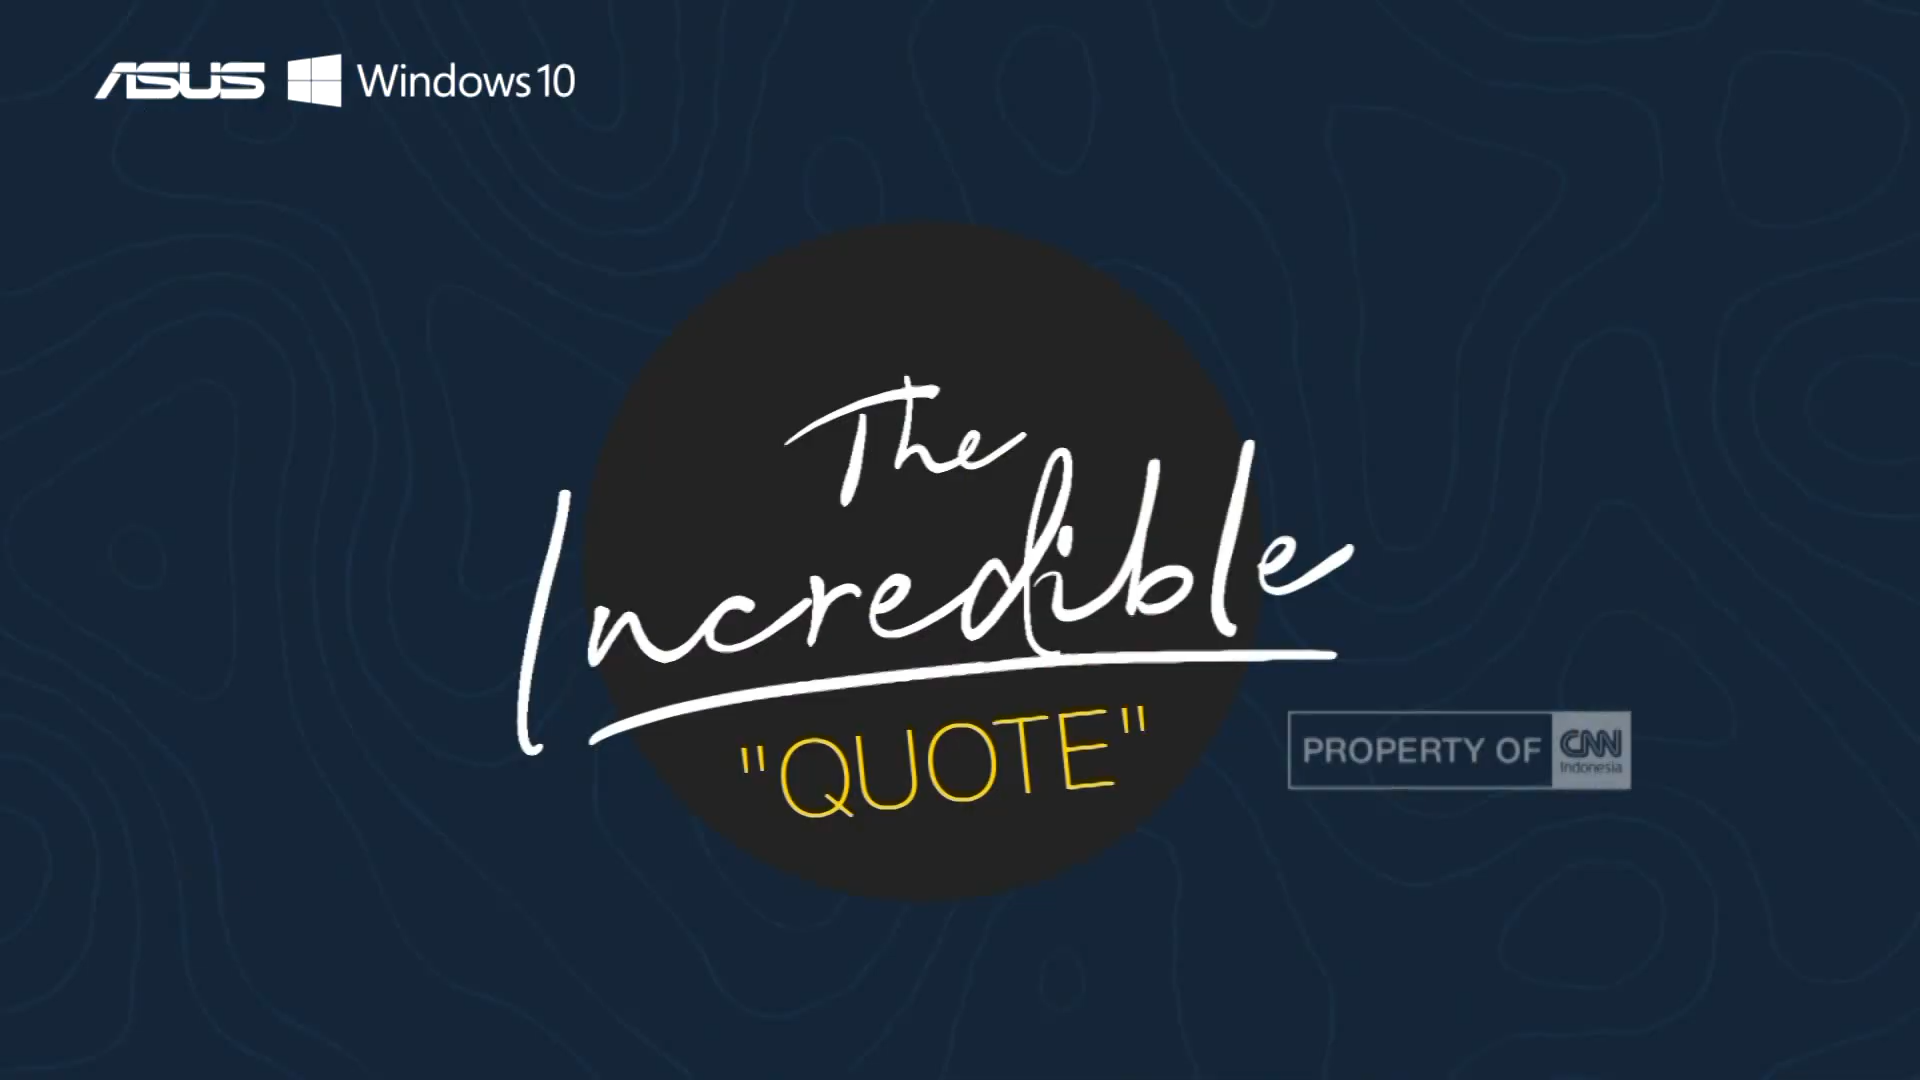 ASUS Windows 10
The
Incredible
"QUOTE"
PROPERTY OF CNN
Indonesia